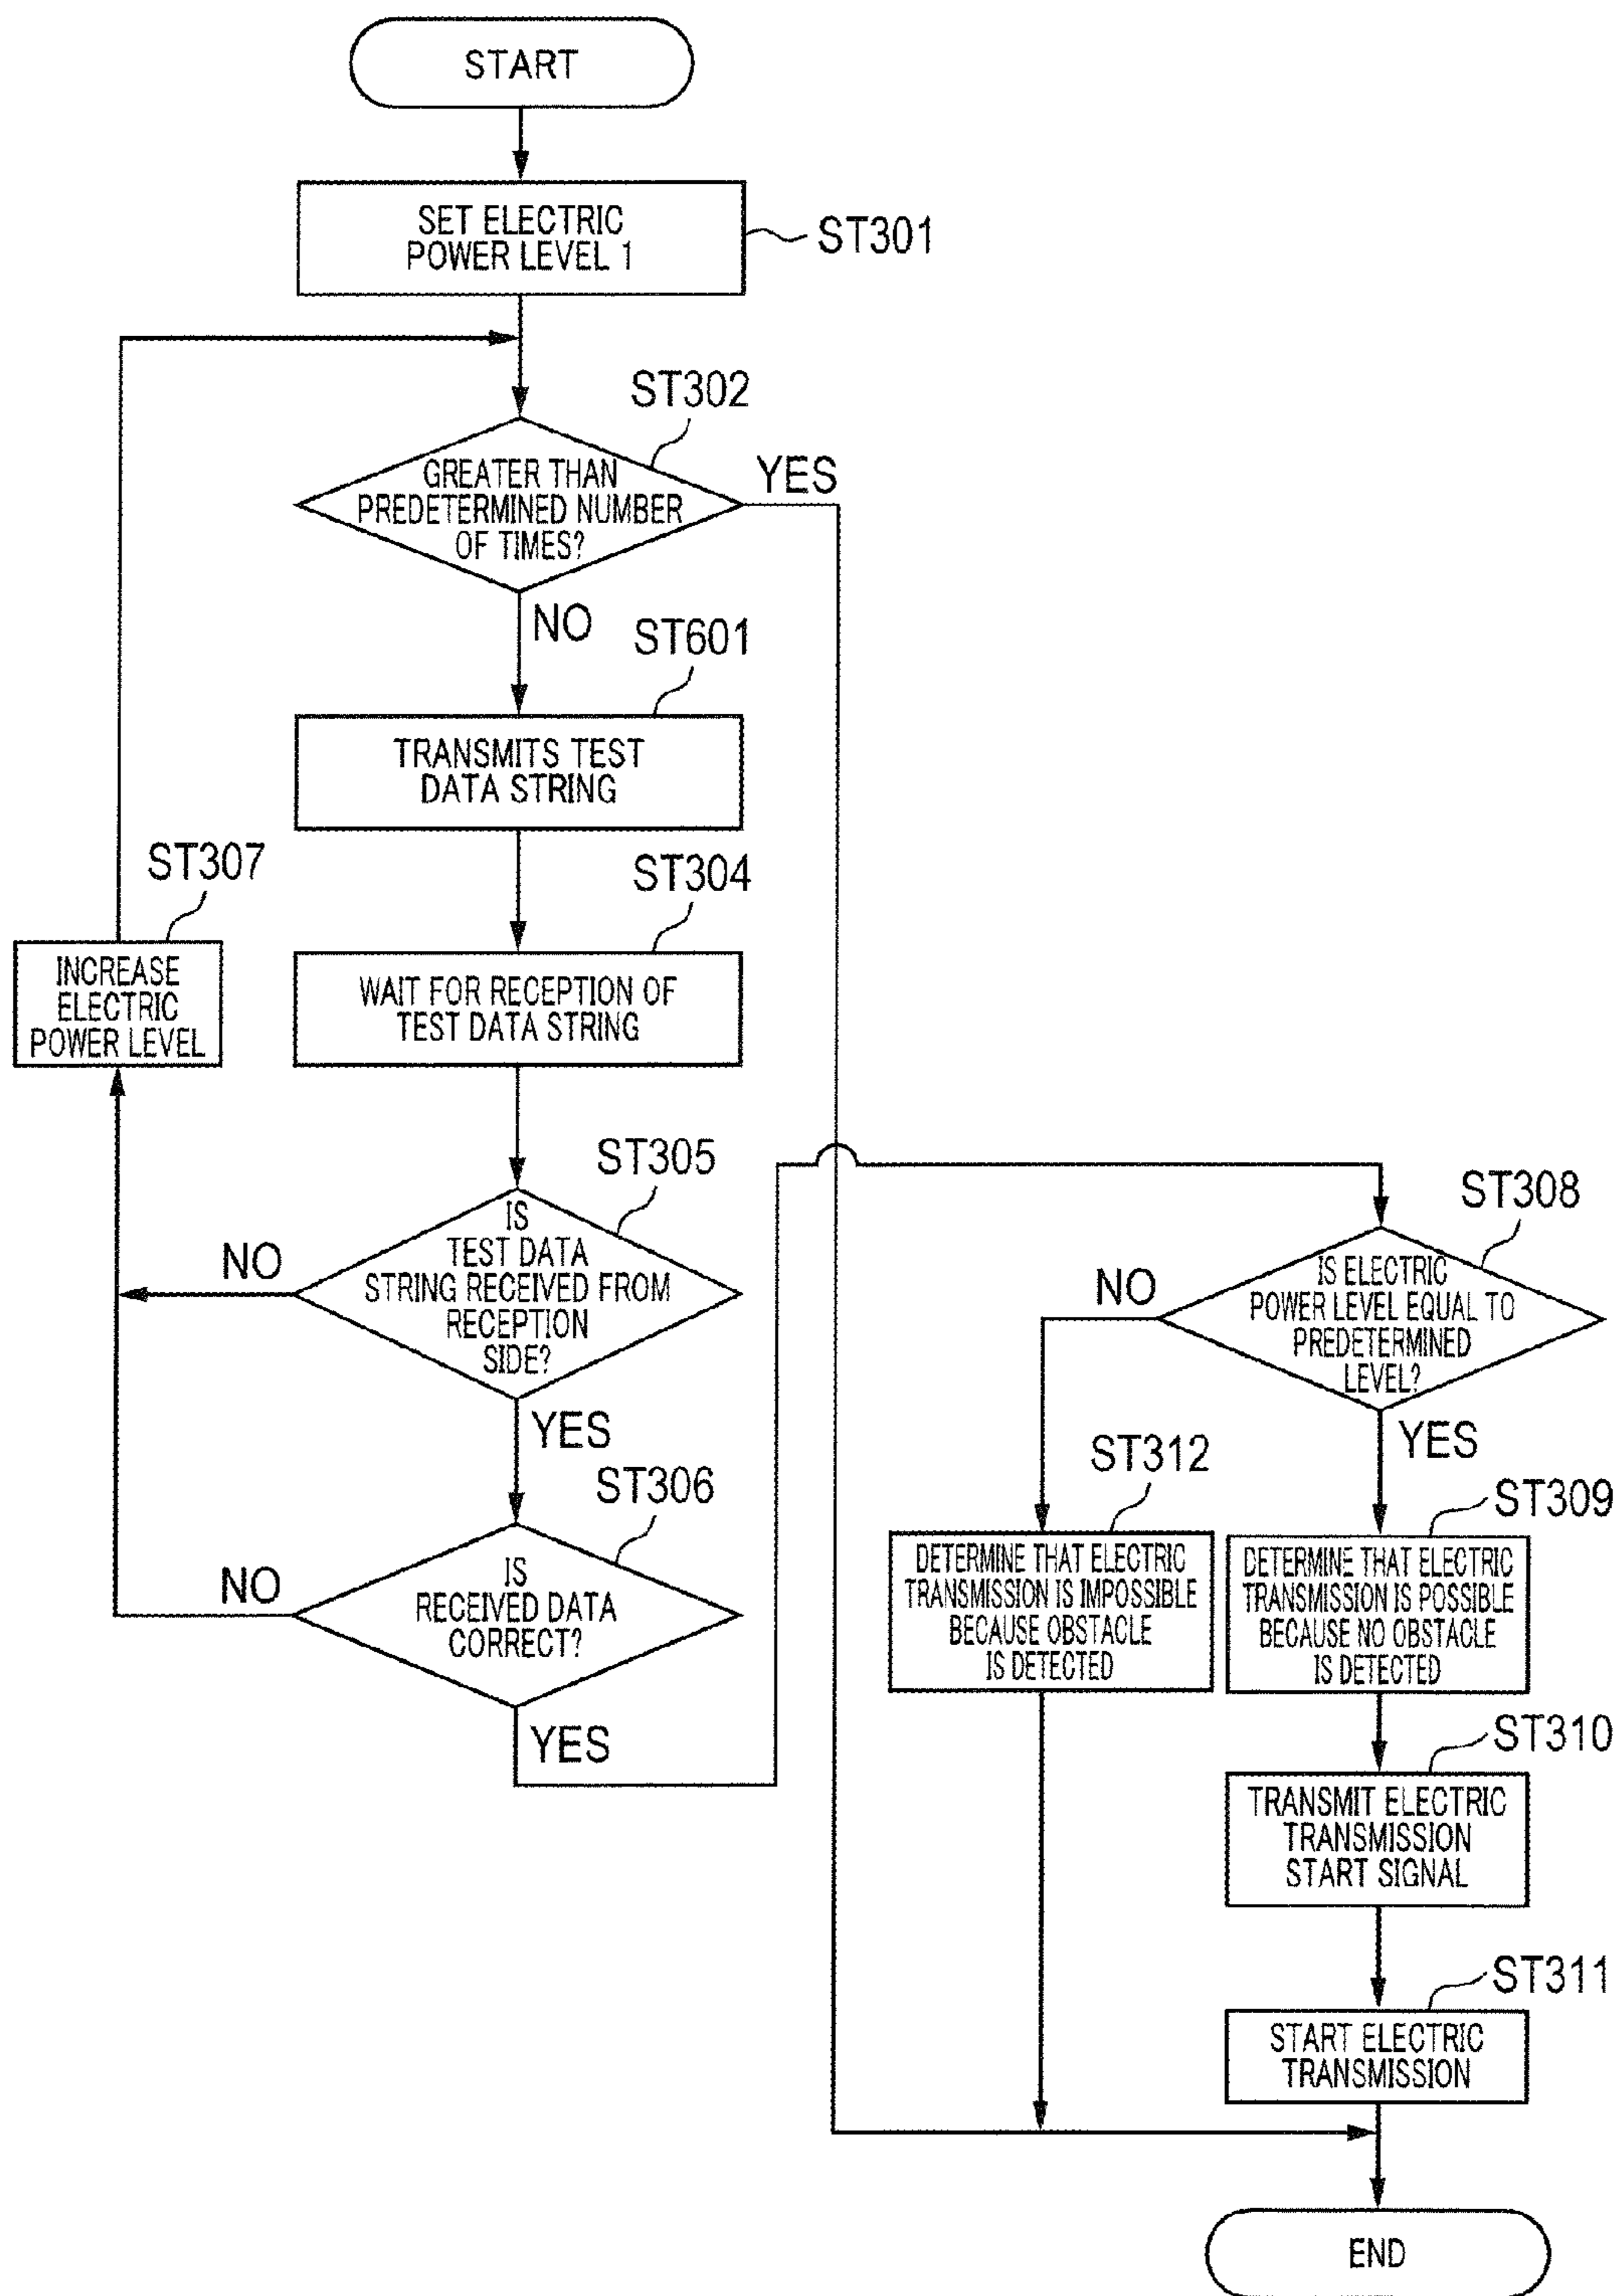 START
SET ELECTRIC
POWER LEVEL 1
ST301
ST302
GREATER THAN
PREDETERMINED NUMBER
OF TIMES?
YES
NO
ST601
TRANSMITS TEST
DATA STRING
ST307
INCREASE
ELECTRIC
POWER LEVEL
ST304
WAIT FOR RECEPTION OF
TEST DATA STRING
ST305
IS
TEST DATA
STRING RECEIVED FROM
RECEPTION
SIDE?
NO
YES
ST306
IS
RECEIVED DATA
CORRECT?
NO
YES
ST308
IS ELECTRIC
POWER LEVEL EQUAL TO
PREDETERMINED
LEVEL?
NO
YES
ST312
DETERMINE THAT ELECTRIC
TRANSMISSION IS IMPOSSIBLE
BECAUSE OBSTACLE
IS DETECTED
ST309
DETERMINE THAT ELECTRIC
TRANSMISSION IS POSSIBLE
BECAUSE NO OBSTACLE
IS DETECTED
ST310
TRANSMIT ELECTRIC
TRANSMISSION
START SIGNAL
ST311
START ELECTRIC
TRANSMISSION
END